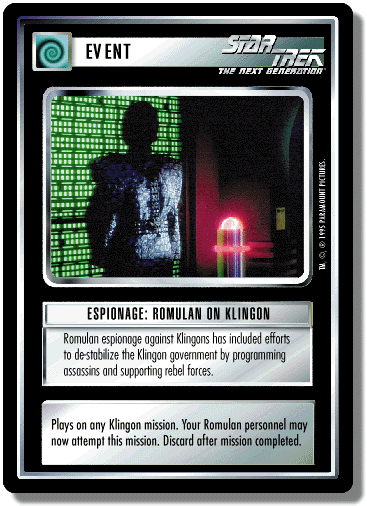 EVENT
STAR TREK
THE NEXT GENERATION®
TM, ©, ® 1995 PARAMOUNT PICTURES.
ESPIONAGE: ROMULAN ON KLINGON
Romulan espionage against Klingons has included efforts
to de-stabilize the Klingon government by programming
assassins and supporting rebel forces.
Plays on any Klingon mission. Your Romulan personnel may
now attempt this mission. Discard after mission completed.